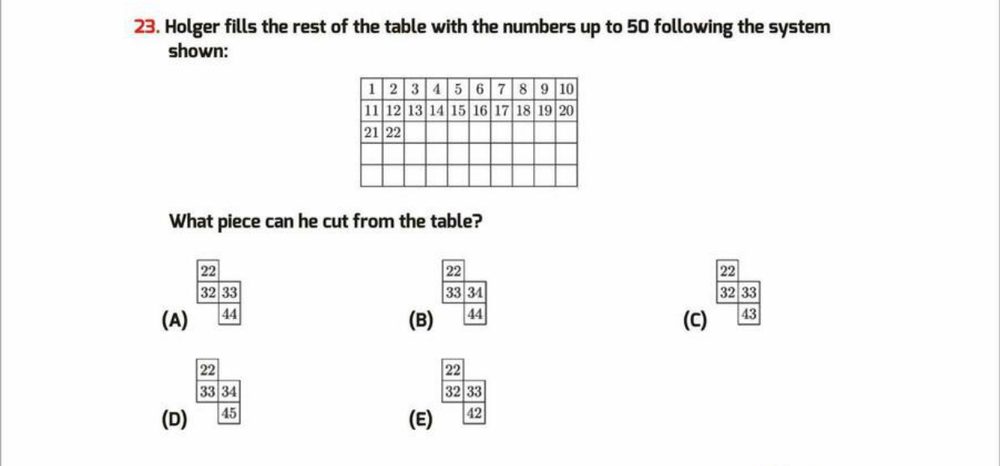 23. Holger fills the rest of the table with the numbers up to 50 following the system
shown:
1 2 3 4 5 6 7 8 9 10
11 12 13 14 15 16 17 18 19 20
21 22
What piece can he cut from the table?
(A) 22
32 33
44
(B) 22
33 34
44
(C) 22
32 33
43
(D) 22
33 34
45
(E) 22
32 33
42